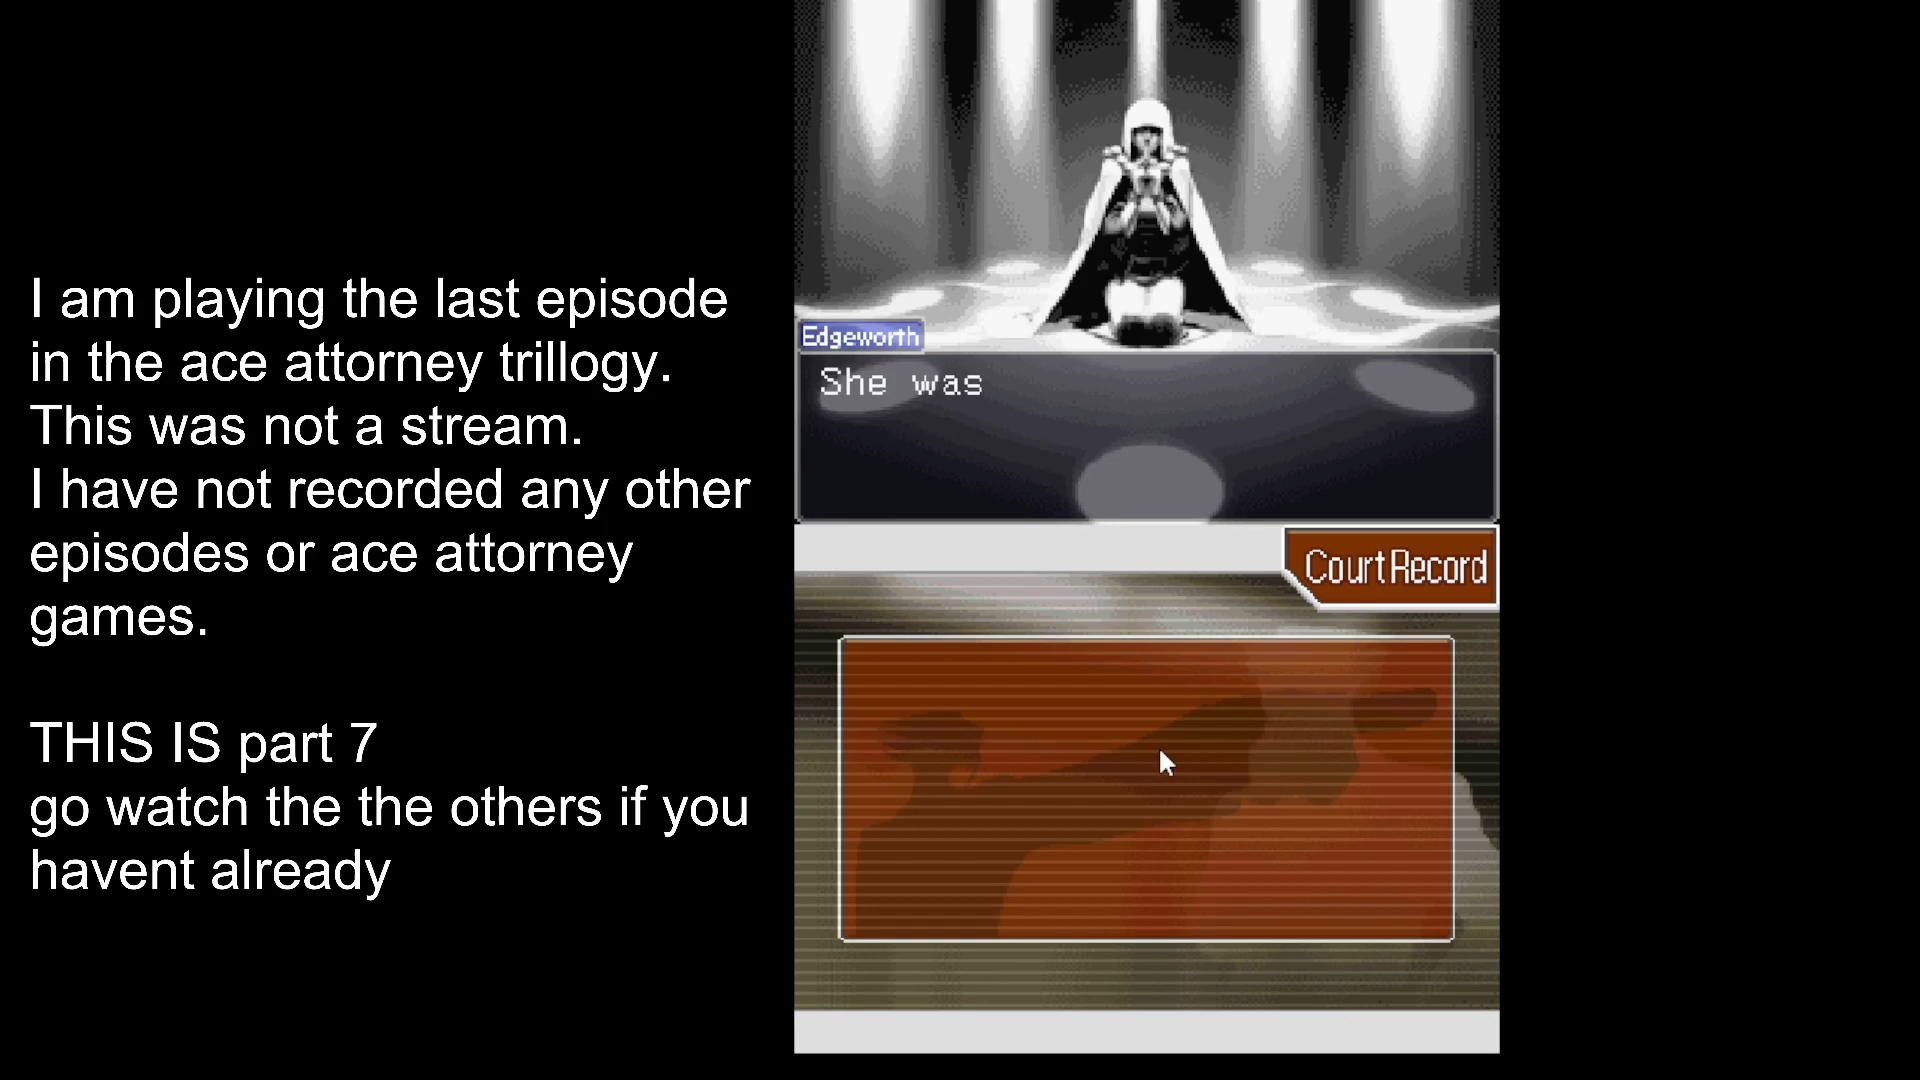 I am playing the last episode
in the ace attorney trillogy.
This was not a stream.
I have not recorded any other
episodes or ace attorney
games.
THIS IS part 7
go watch the the others if you
havent already
Edgeworth
She was
Court Record